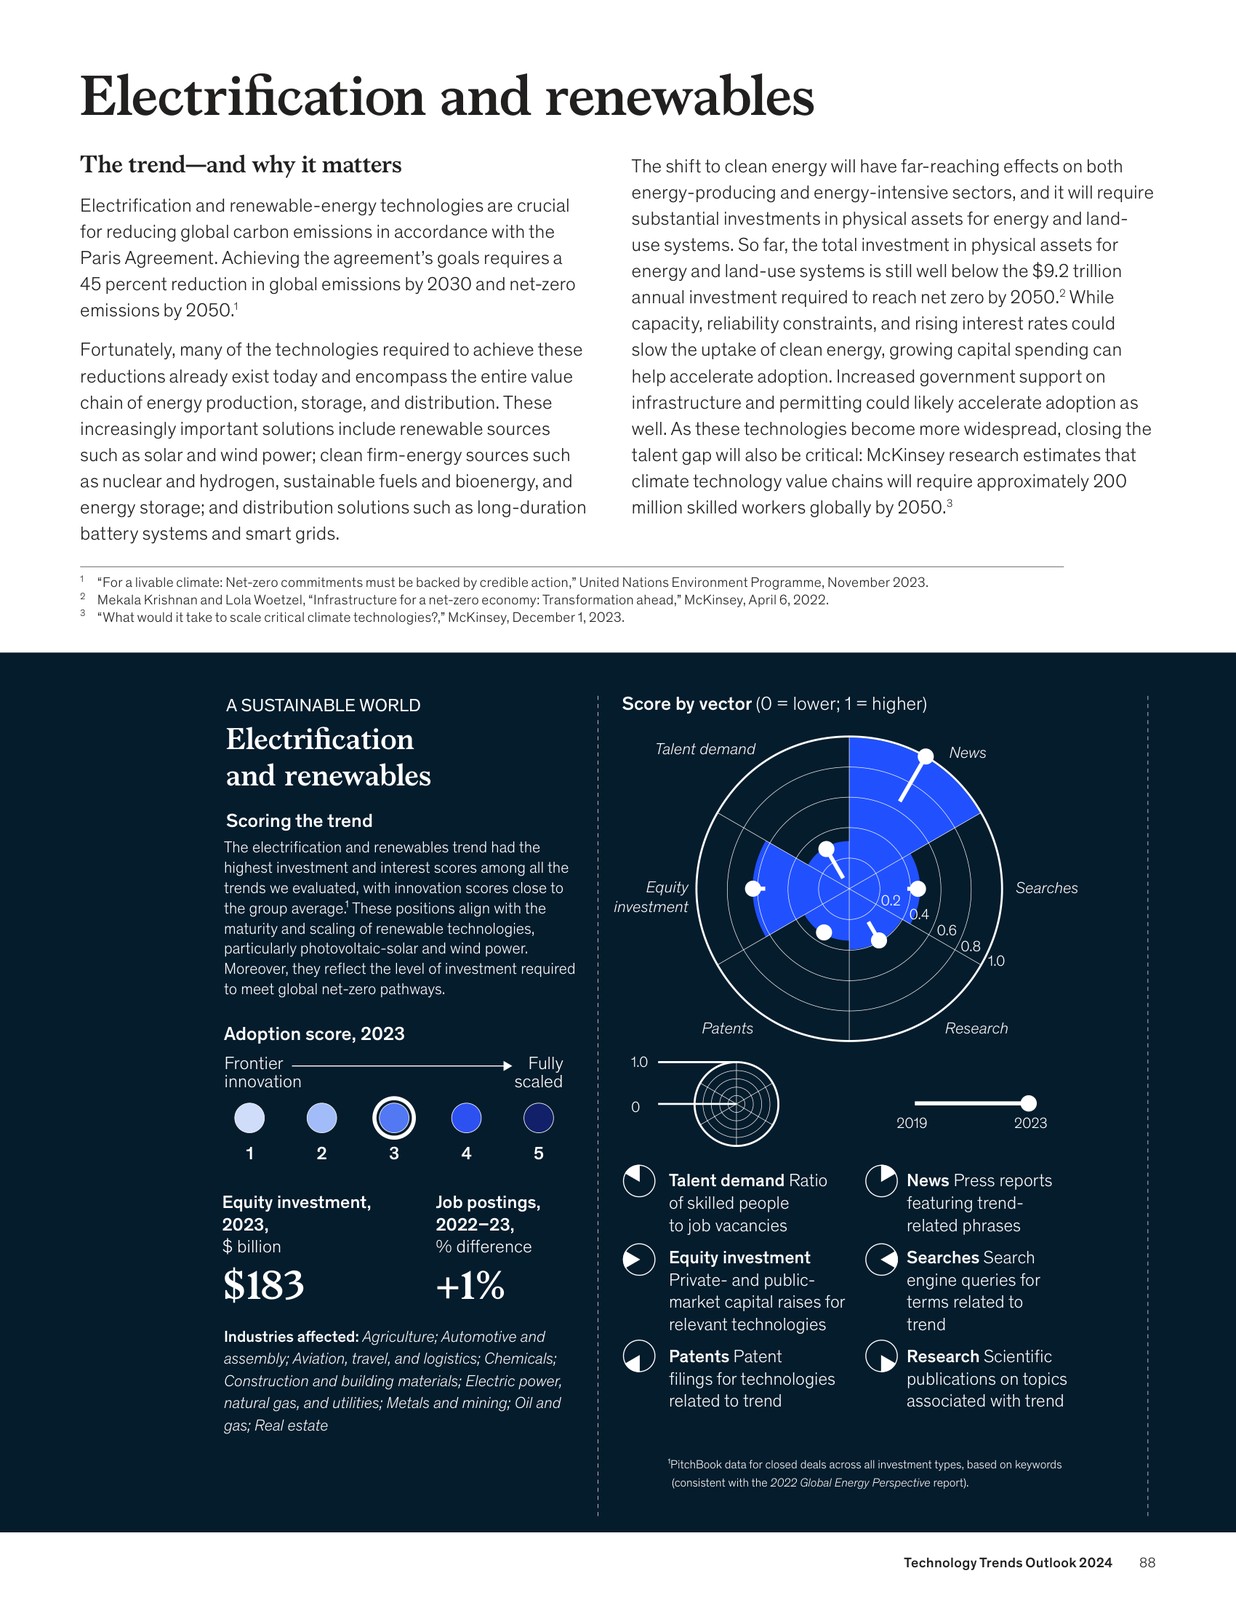 Electrification and renewables
The trend—and why it matters
Electrification and renewable-energy technologies are crucial
for reducing global carbon emissions in accordance with the
Paris Agreement. Achieving the agreement’s goals requires a
45 percent reduction in global emissions by 2030 and net-zero
emissions by 2050.¹
Fortunately, many of the technologies required to achieve these
reductions already exist today and encompass the entire value
chain of energy production, storage, and distribution. These
increasingly important solutions include renewable sources
such as solar and wind power; clean firm-energy sources such
as nuclear and hydrogen, sustainable fuels and bioenergy, and
energy storage; and distribution solutions such as long-duration
battery systems and smart grids.
The shift to clean energy will have far-reaching effects on both
energy-producing and energy-intensive sectors, and it will require
substantial investments in physical assets for energy and land-
use systems. So far, the total investment in physical assets for
energy and land-use systems is still well below the $9.2 trillion
annual investment required to reach net zero by 2050.² While
capacity, reliability constraints, and rising interest rates could
slow the uptake of clean energy, growing capital spending can
help accelerate adoption. Increased government support on
infrastructure and permitting could likely accelerate adoption as
well. As these technologies become more widespread, closing the
talent gap will also be critical: McKinsey research estimates that
climate technology value chains will require approximately 200
million skilled workers globally by 2050.³
¹ “For a livable climate: Net-zero commitments must be backed by credible action,” United Nations Environment Programme, November 2023.
² Mekala Krishnan and Lola Woetzel, “Infrastructure for a net-zero economy: Transformation ahead,” McKinsey, April 6, 2022.
³ “What would it take to scale critical climate technologies?,” McKinsey, December 1, 2023.
A SUSTAINABLE WORLD
Electrification
and renewables
Scoring the trend
The electrification and renewables trend had the
highest investment and interest scores among all the
trends we evaluated, with innovation scores close to
the group average.¹ These positions align with the
maturity and scaling of renewable technologies,
particularly photovoltaic-solar and wind power.
Moreover, they reflect the level of investment required
to meet global net-zero pathways.
Adoption score, 2023
Frontier
innovation
Fully
scaled
1 2 3 4 5
Equity investment,
2023,
$ billion
$183
Job postings,
2022–23,
% difference
+1%
Industries affected: Agriculture; Automotive and
assembly; Aviation, travel, and logistics; Chemicals;
Construction and building materials; Electric power,
natural gas, and utilities; Metals and mining; Oil and
gas; Real estate
Score by vector (0 = lower; 1 = higher)
Talent demand
News
Equity
investment
Searches
0.2
0.4
0.6
0.8
1.0
Patents
Research
1.0
0
2019
2023
Talent demand Ratio
of skilled people
to job vacancies
News Press reports
featuring trend-
related phrases
Equity investment
Private- and public-
market capital raises for
relevant technologies
Searches Search
engine queries for
terms related to
trend
Patents Patent
filings for technologies
related to trend
Research Scientific
publications on topics
associated with trend
¹PitchBook data for closed deals across all investment types, based on keywords
(consistent with the 2022 Global Energy Perspective report).
Technology Trends Outlook 2024 88